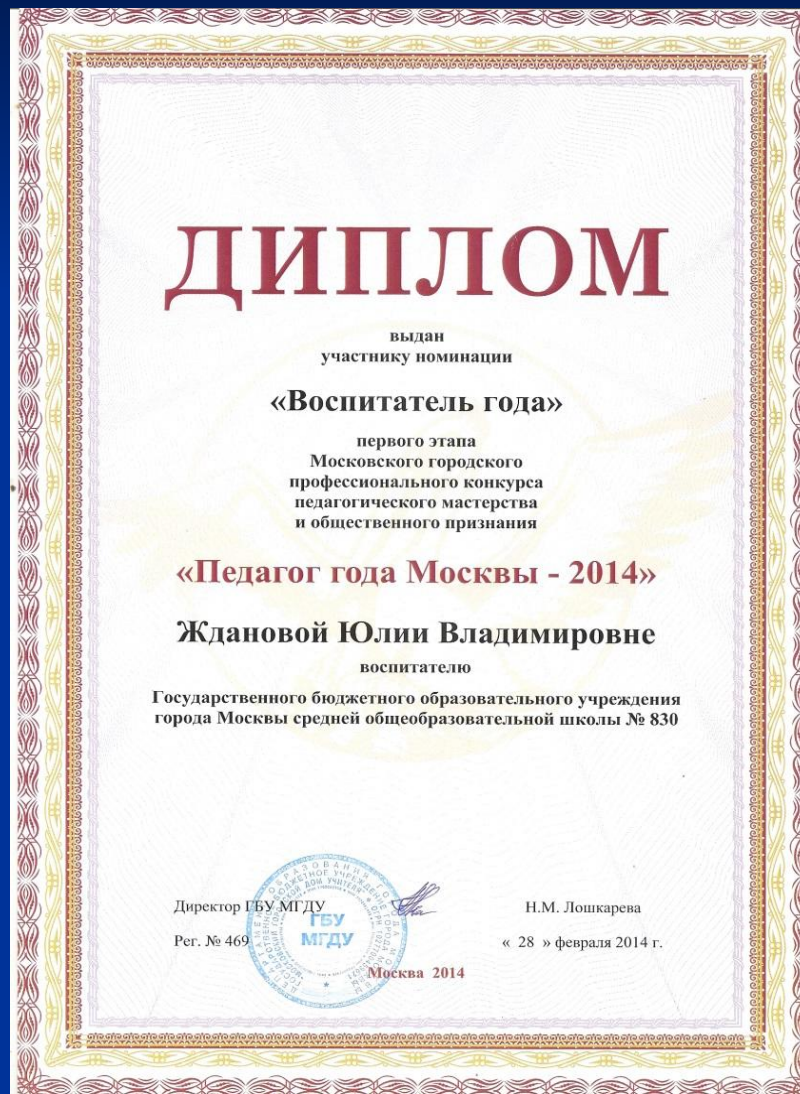 ДИПЛОМ
выдан
участнику номинации
«Воспитатель года»
первого этапа
Московского городского
профессионального конкурса
педагогического мастерства
и общественного признания
«Педагог года Москвы - 2014»
Ждановой Юлии Владимировне
воспитателю
Государственного бюджетного образовательного учреждения
города Москвы средней общеобразовательной школы № 830
Директор ГБУ МГДУ
Н.М. Лошкарева
Рег. № 469
« 28 » февраля 2014 г.
ГБУ
МГДУ
Москва 2014